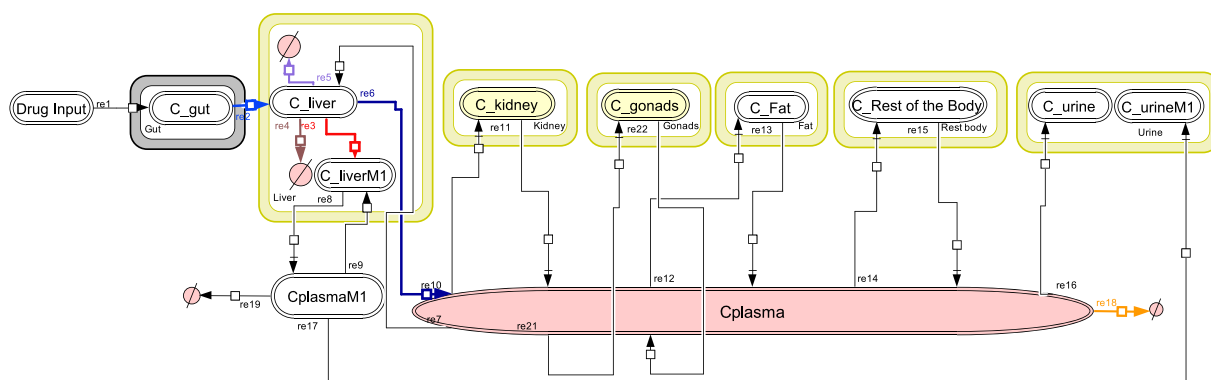 Drug Input
re1
C_gut
Gut
re2
re5
C_liver
re6
re4
re3
C_liverM1
Liver
re8
re9
CplasmaM1
re19
re17
C_kidney
re11
Kidney
C_gonads
re22
Gonads
C_Fat
re13
Fat
C_Rest of the Body
re15
Rest body
C_urine
C_urineM1
Urine
re10
re7
re21
re12
re14
re16
Cplasma
re18